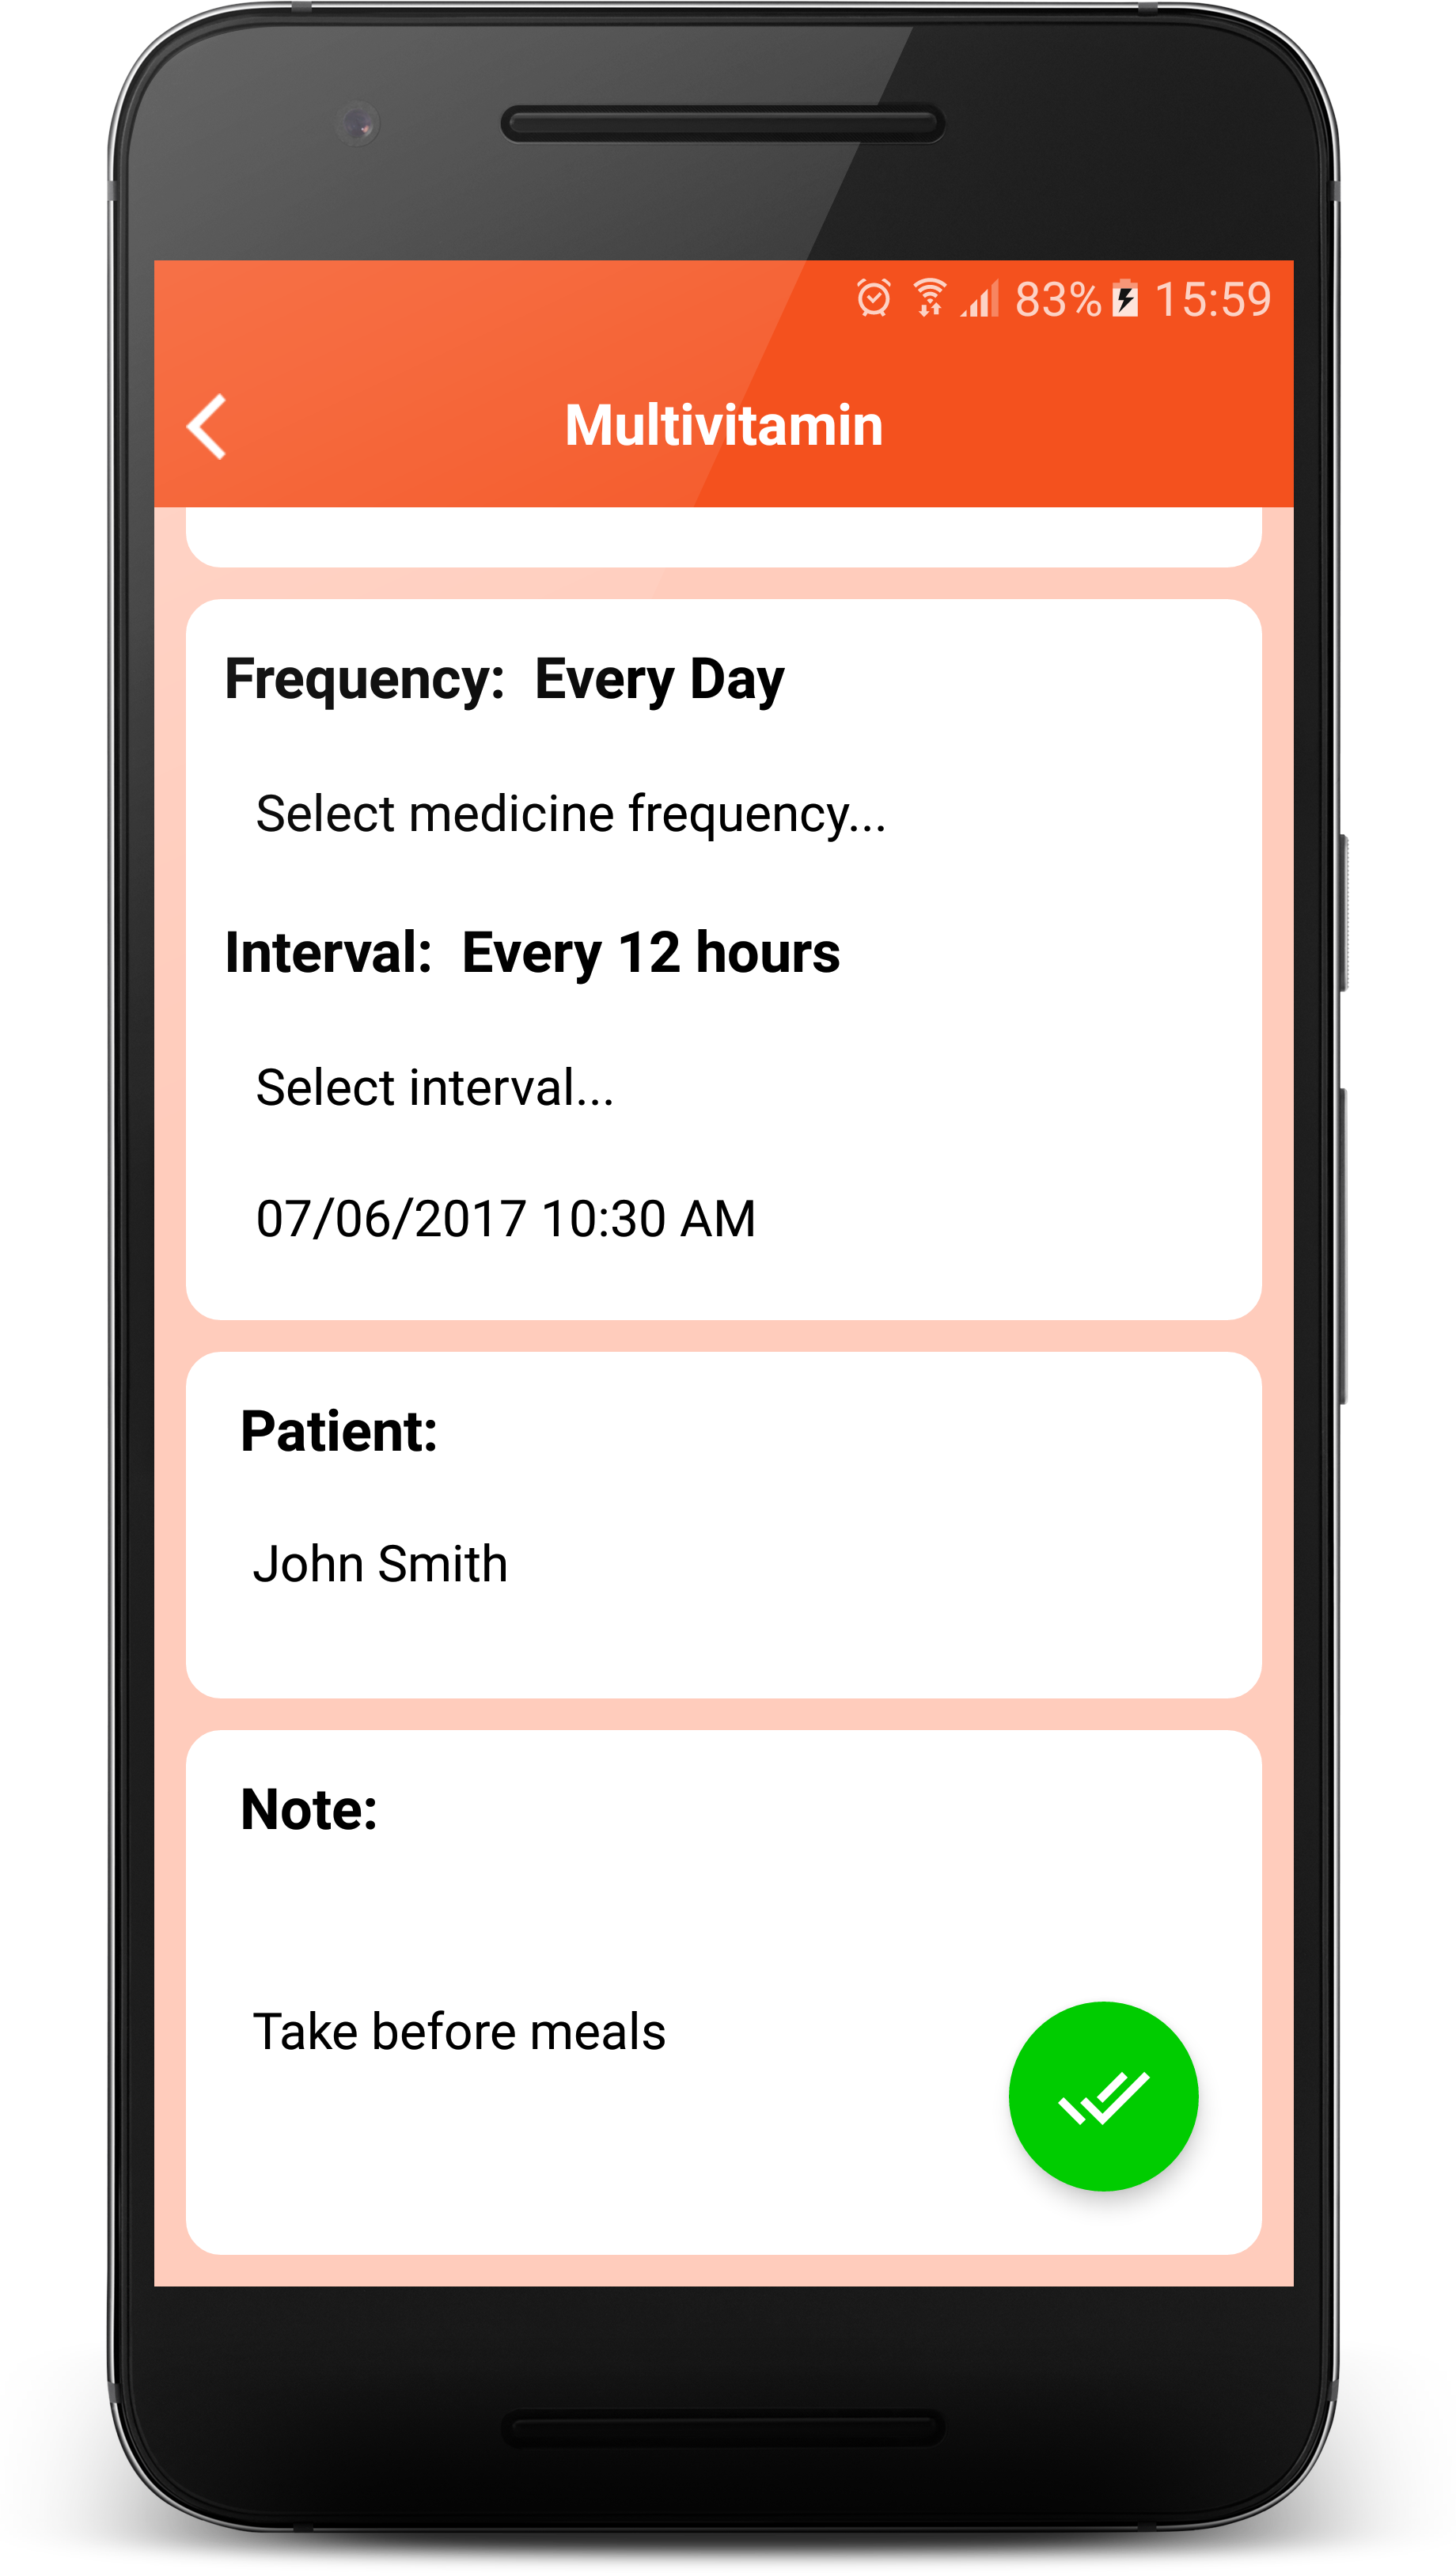 83% 15:59
Multivitamin
Frequency: Every Day
Select medicine frequency...
Interval: Every 12 hours
Select interval...
07/06/2017 10:30 AM
Patient:
John Smith
Note:
Take before meals